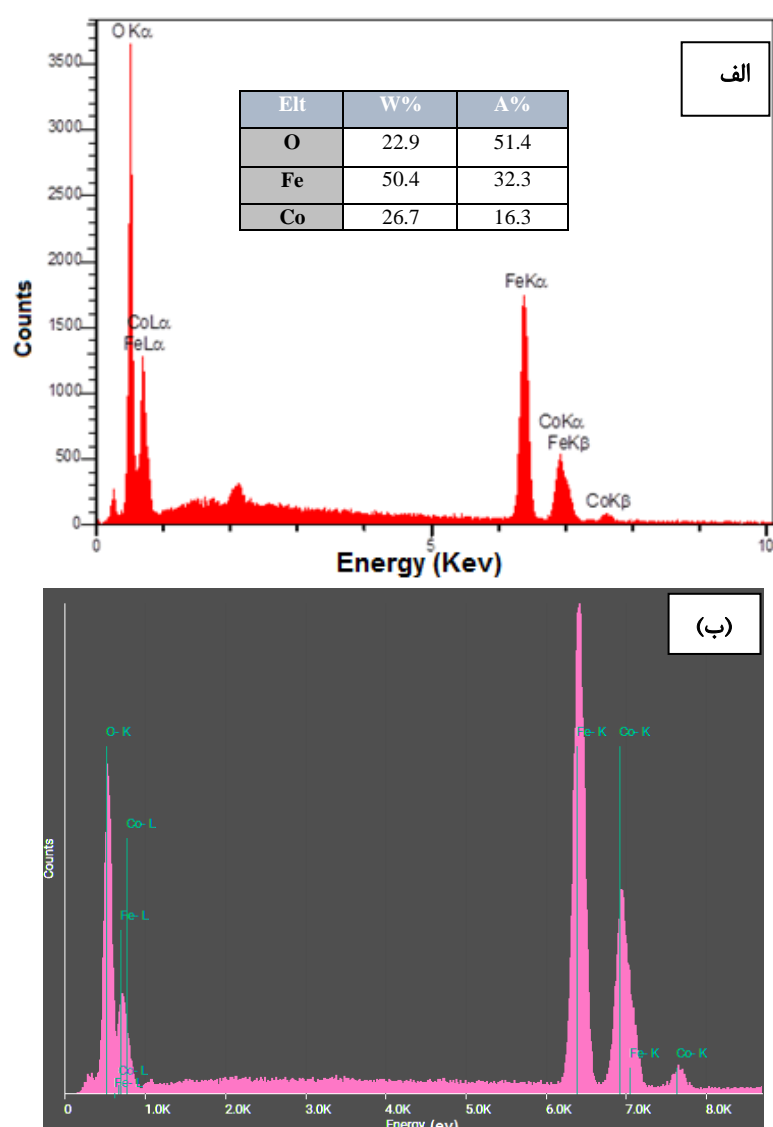 O Kα
الف
3500
3000
2500
2000
1500
1000
500
0
Counts
Elt W% A%
O 22.9 51.4
Fe 50.4 32.3
Co 26.7 16.3
CoLα
FeLα
FeKα
CoKα
FeKβ
CoKβ
0 5 10
Energy (Kev)
(ب)
O-K
Fe-K Co-K
Co-L
Counts
Fe-L
Fe-K Co-K
Co-L
Fe-L
0 1.0K 2.0K 3.0K 4.0K 5.0K 6.0K 7.0K 8.0K
Energy (ev)